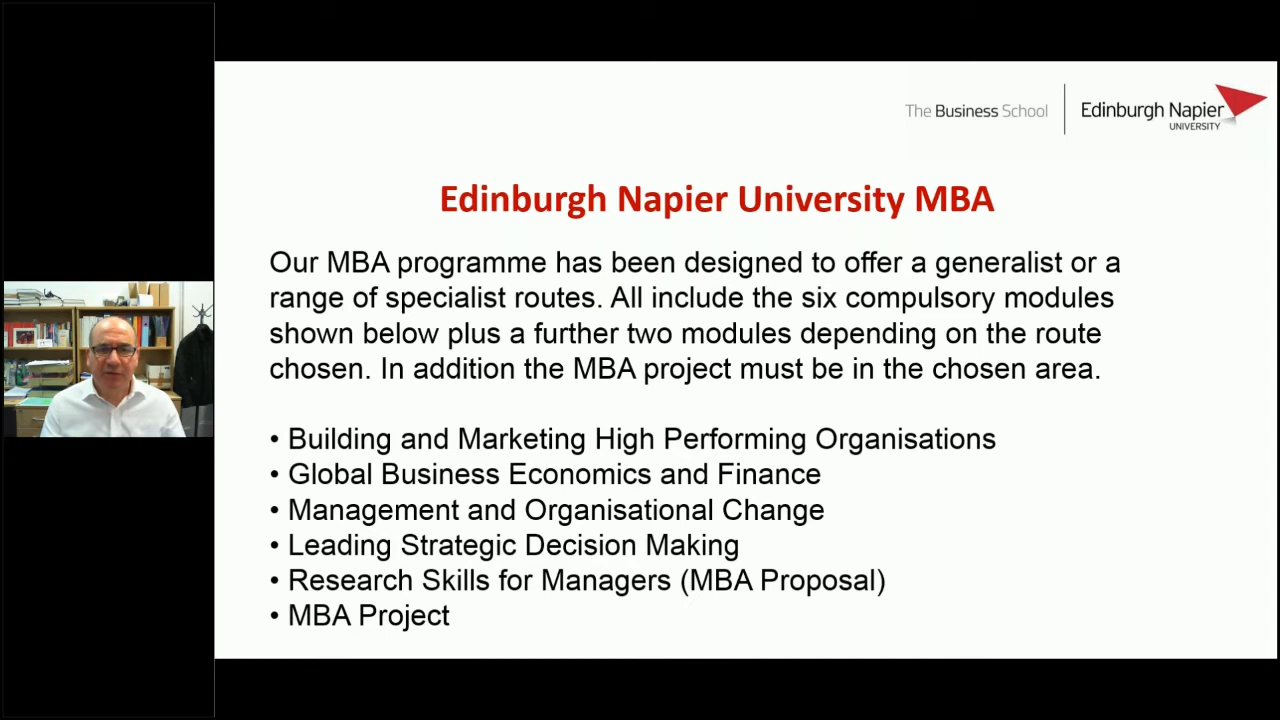 The Business School
Edinburgh Napier
UNIVERSITY
Edinburgh Napier University MBA
Our MBA programme has been designed to offer a generalist or a
range of specialist routes. All include the six compulsory modules
shown below plus a further two modules depending on the route
chosen. In addition the MBA project must be in the chosen area.
• Building and Marketing High Performing Organisations
• Global Business Economics and Finance
• Management and Organisational Change
• Leading Strategic Decision Making
• Research Skills for Managers (MBA Proposal)
• MBA Project